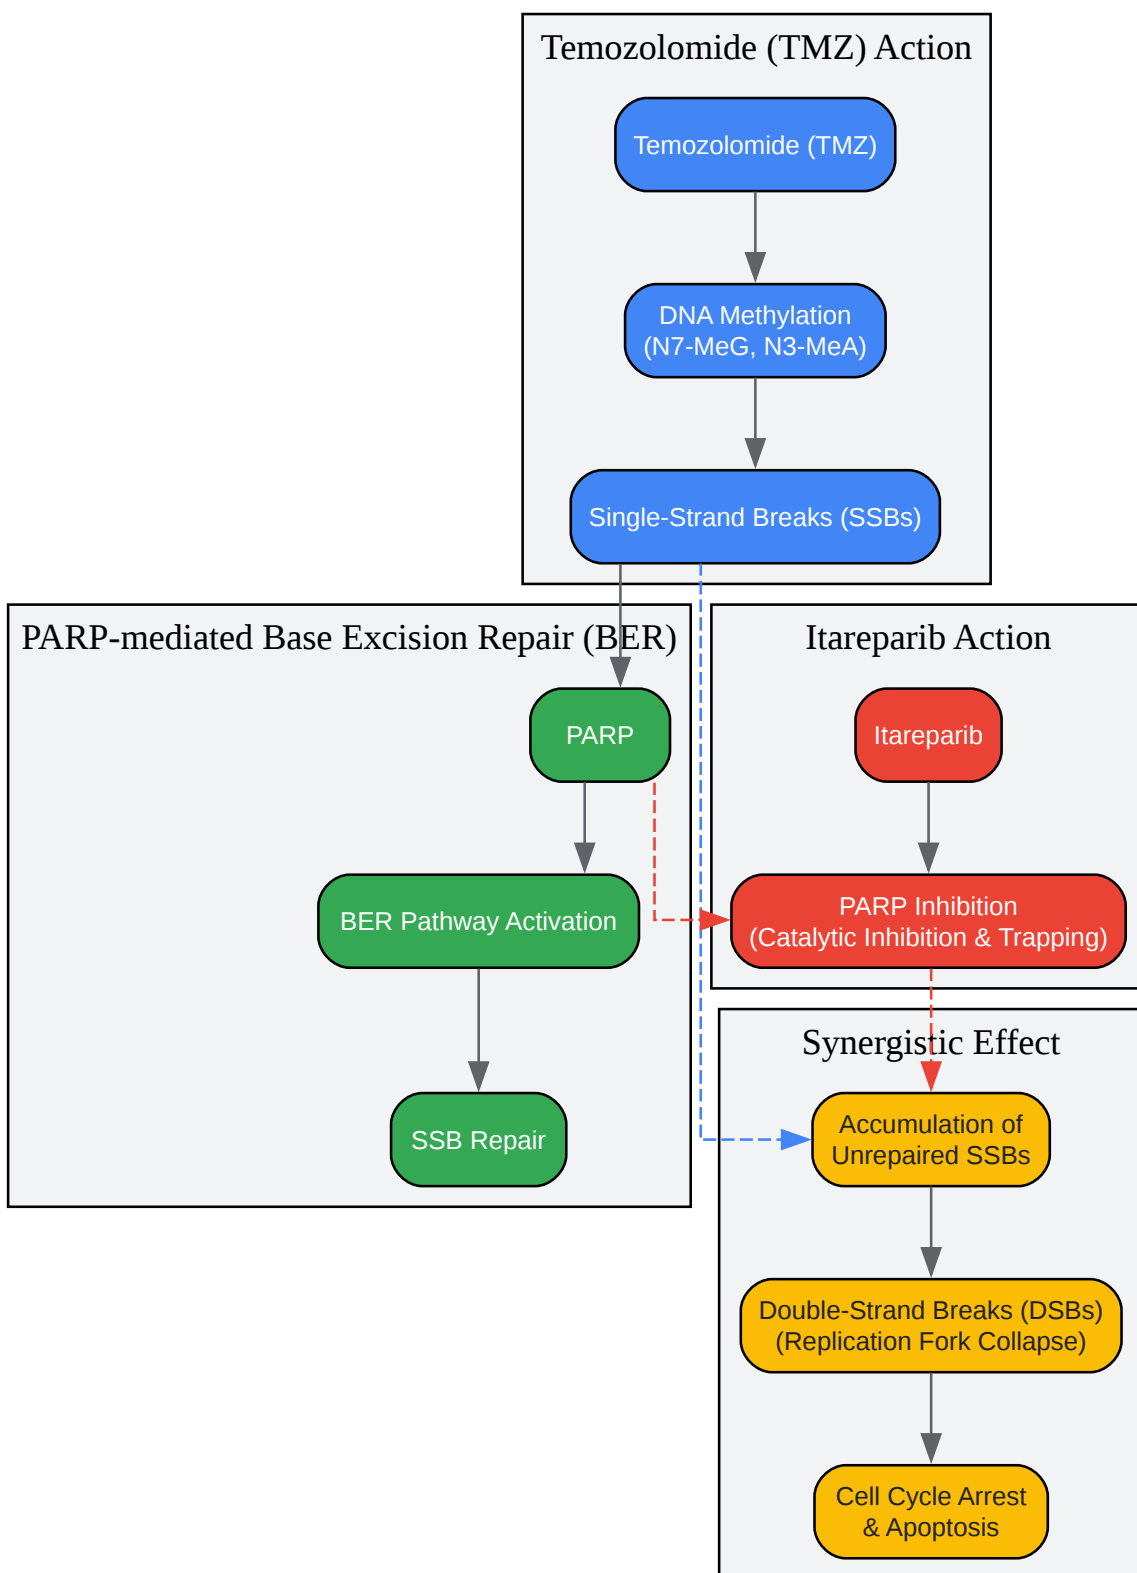 Temozolomide (TMZ) Action
Temozolomide (TMZ)
DNA Methylation
(N7-MeG, N3-MeA)
Single-Strand Breaks (SSBs)
PARP-mediated Base Excision Repair (BER)
PARP
BER Pathway Activation
SSB Repair
Itareparib Action
Itareparib
PARP Inhibition
(Catalytic Inhibition & Trapping)
Synergistic Effect
Accumulation of
Unrepaired SSBs
Double-Strand Breaks (DSBs)
(Replication Fork Collapse)
Cell Cycle Arrest
& Apoptosis